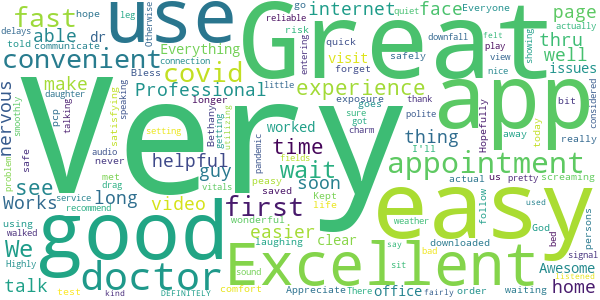 Very
Great
use
app
good
easy
Excellent
doctor
appointment
first
convenient
covid
fast
internet
face
page
thru
well
issues
experience
Professional
Everything
able
dr
make
visit
time
wait
soon
thing
worked
helpful
guy
nervous
see
Works
long
video
We
talk
easier
clear
office
home
Awesome
downloaded
hope
told
communicate
leg
Otherwise
delays
Bless
daughter
connection
speaking
satisfying
pcp
talking
audio
never
safe
problem
longer
Bethany
getting
utilizing
pandemic
little
risk
entering
reliable
go
quick
forget
exposure
goes
sure
got
charm
thank
polite
quiet
Everyone
downfall
play
safely
view
nice
felt
actually
showing
considered
bit
really
Hopefully
away
today
I'll
actual
us
pretty
screaming
using
walked
Highly
service
recommend
test
met
drag
vitals
kind
DEFINITELY
smoothly
setting
peasy
saved
wonderful
laughing
sound
comfort
fields
Kept
life
Appreciate
There
weather
say
sit
bad
fairly
order
waiting
follow
used
God
bed
signal
listened
persons